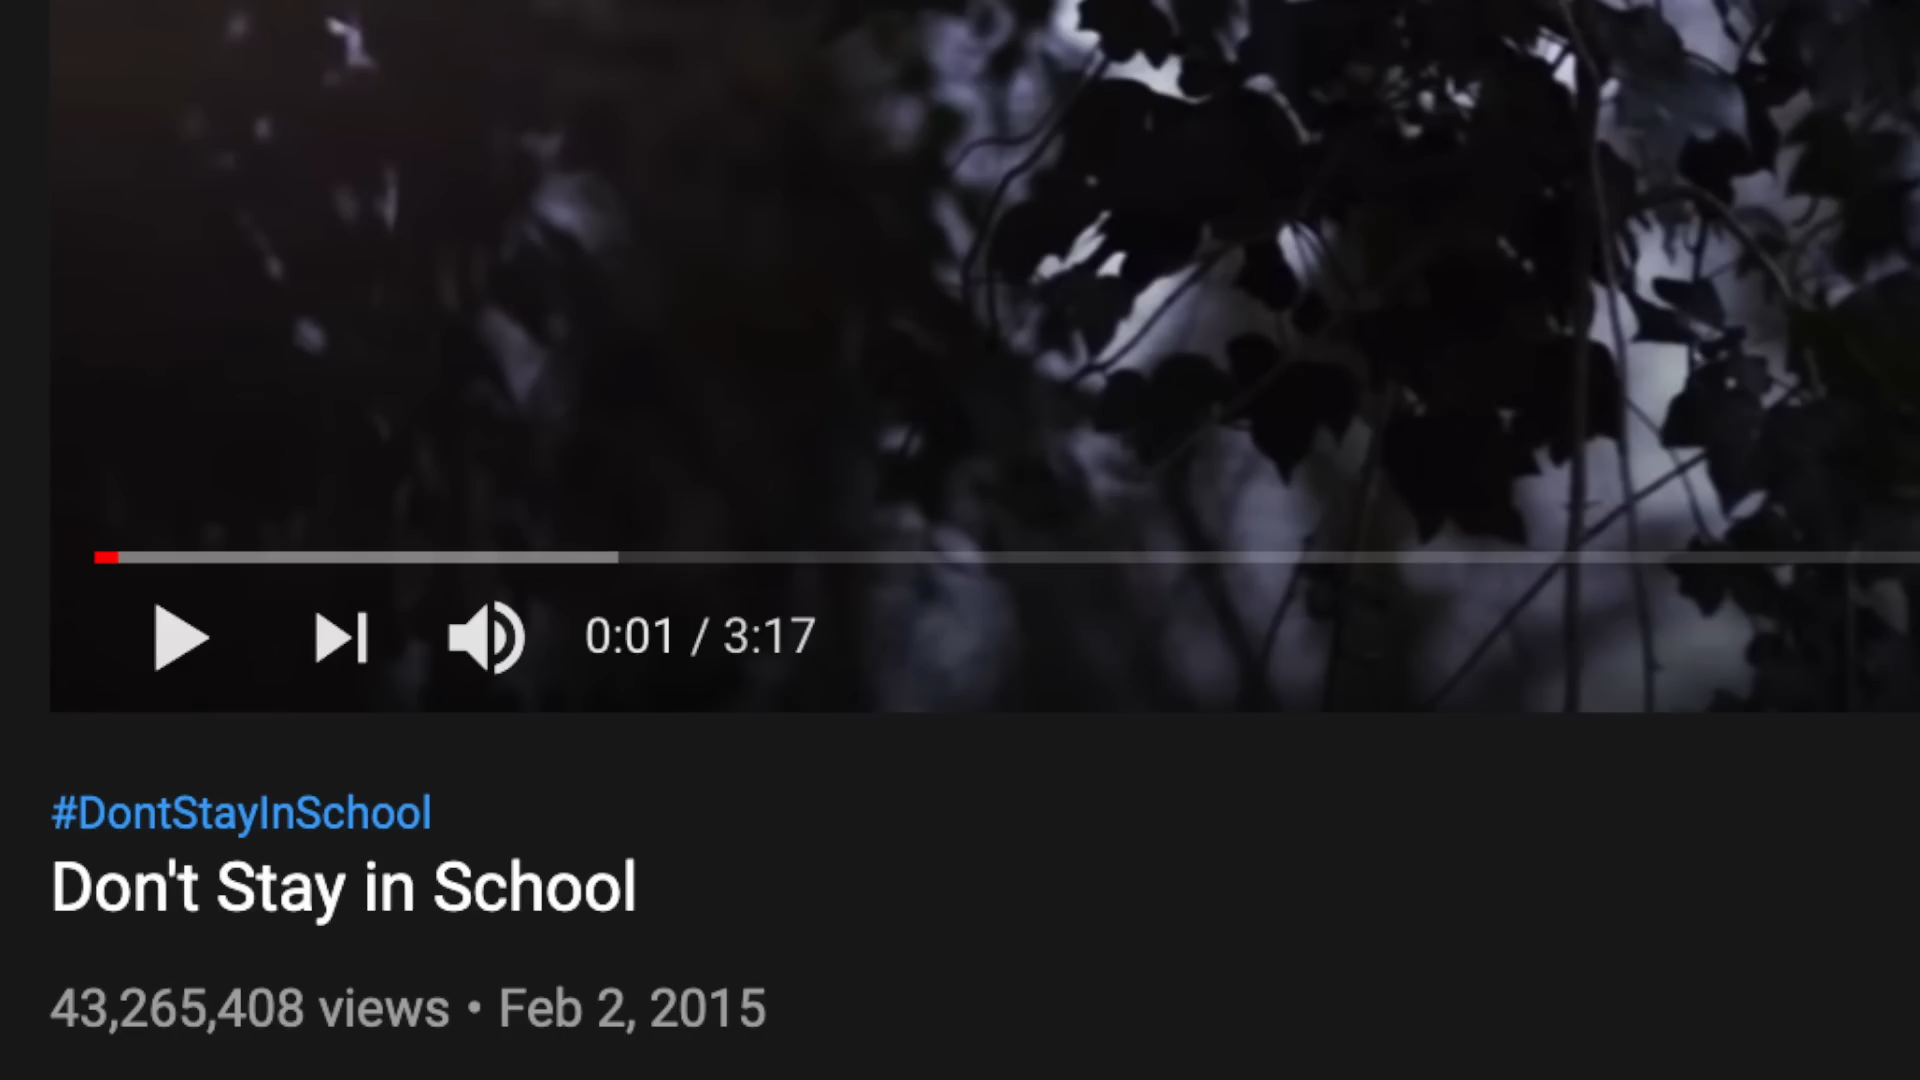 0:01 / 3:17
#DontStayInSchool
Don't Stay in School
43,265,408 views • Feb 2, 2015